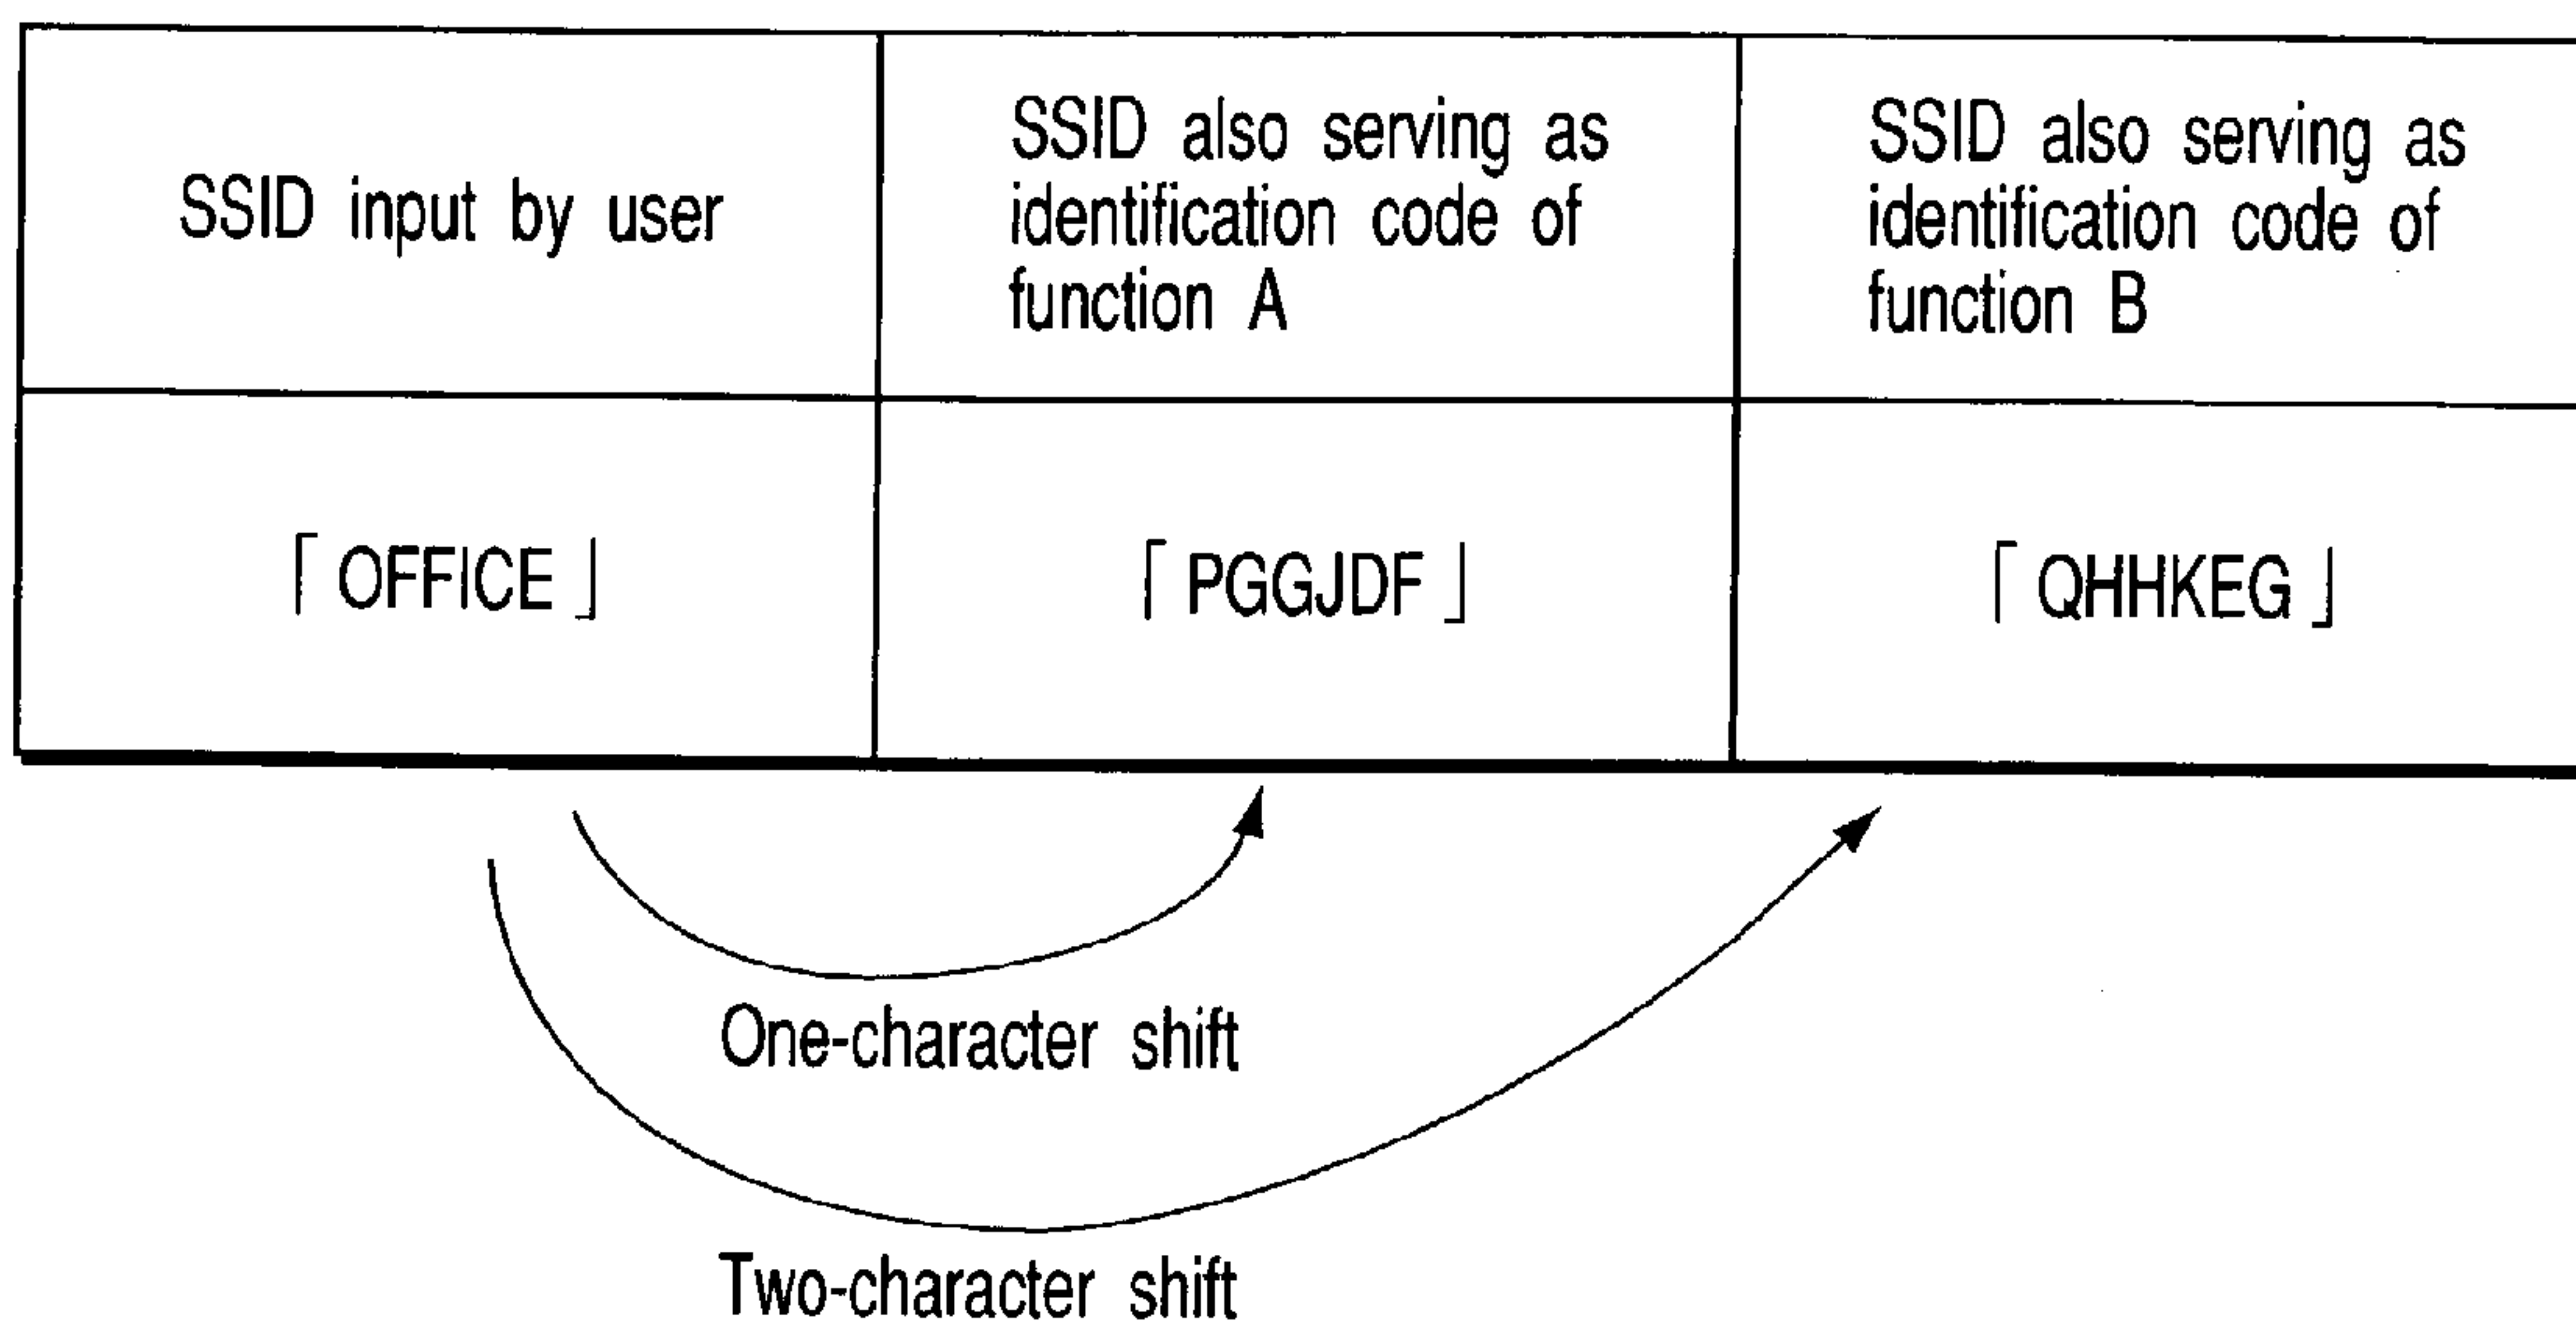 SSID input by user
SSID also serving as
identification code of
function A
SSID also serving as
identification code of
function B
「OFFICE」
「PGGJDF」
「QHHKEG」
One-character shift
Two-character shift